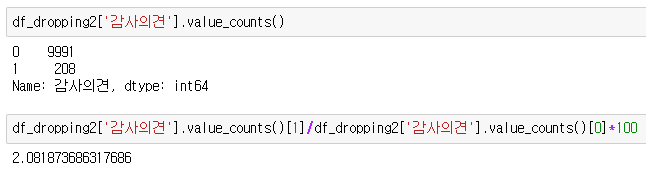 df_dropping2['감사의견'].value_counts()
0    9991
1     208
Name: 감사의견, dtype: int64
df_dropping2['감사의견'].value_counts()[1]/df_dropping2['감사의견'].value_counts()[0]*100
2.081873686317686